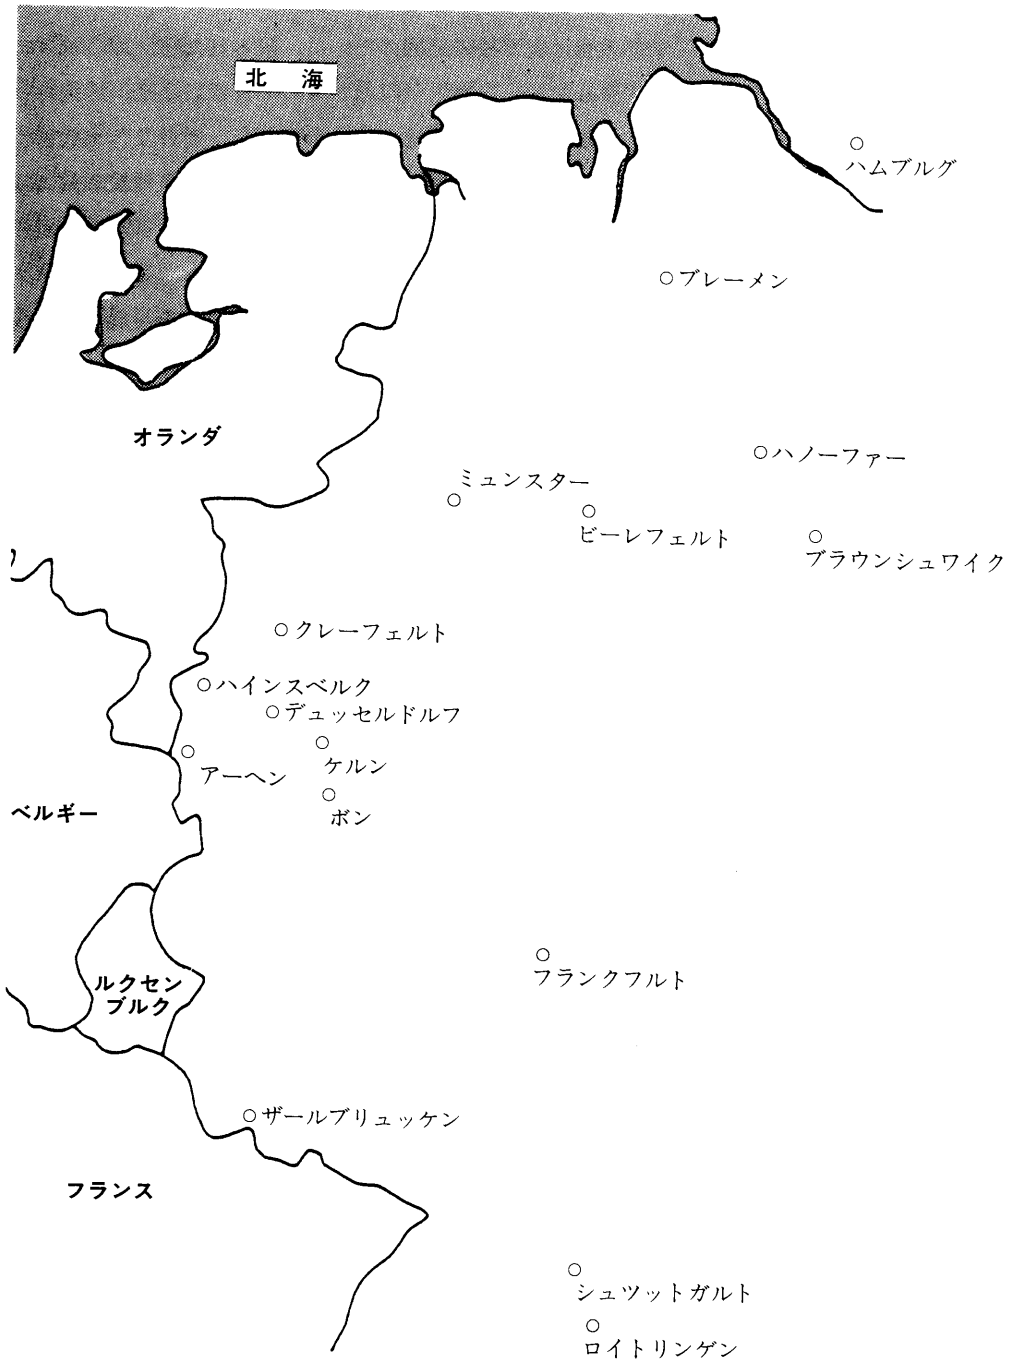 北 海
ハムブルグ
ブレーメン
オランダ
ハノーファー
ミュンスター
ビーレフェルト
ブラウンシュワイク
クレーフェルト
ハインスベルク
デュッセルドルフ
ケルン
アーヘン
ベルギー
ボン
フランクフルト
ルクセン
ブルク
ザールブリュッケン
フランス
シュツットガルト
ロイトリンゲン